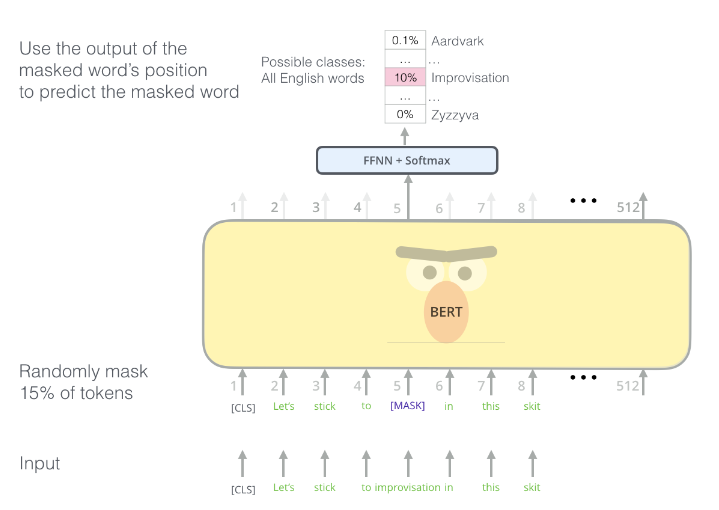 Use the output of the
masked word's position
to predict the masked word
Possible classes:
All English words
0.1% Aardvark
... ...
10% Improvisation
... ...
0% Zyzzyva
FFNN + Softmax
1 2 3 4 5 6 7 8 ••• 512
BERT
Randomly mask
15% of tokens
1 2 3 4 5 6 7 8 ••• 512
[CLS] Let's stick to [MASK] in this skit
Input
[CLS] Let's stick to improvisation in this skit